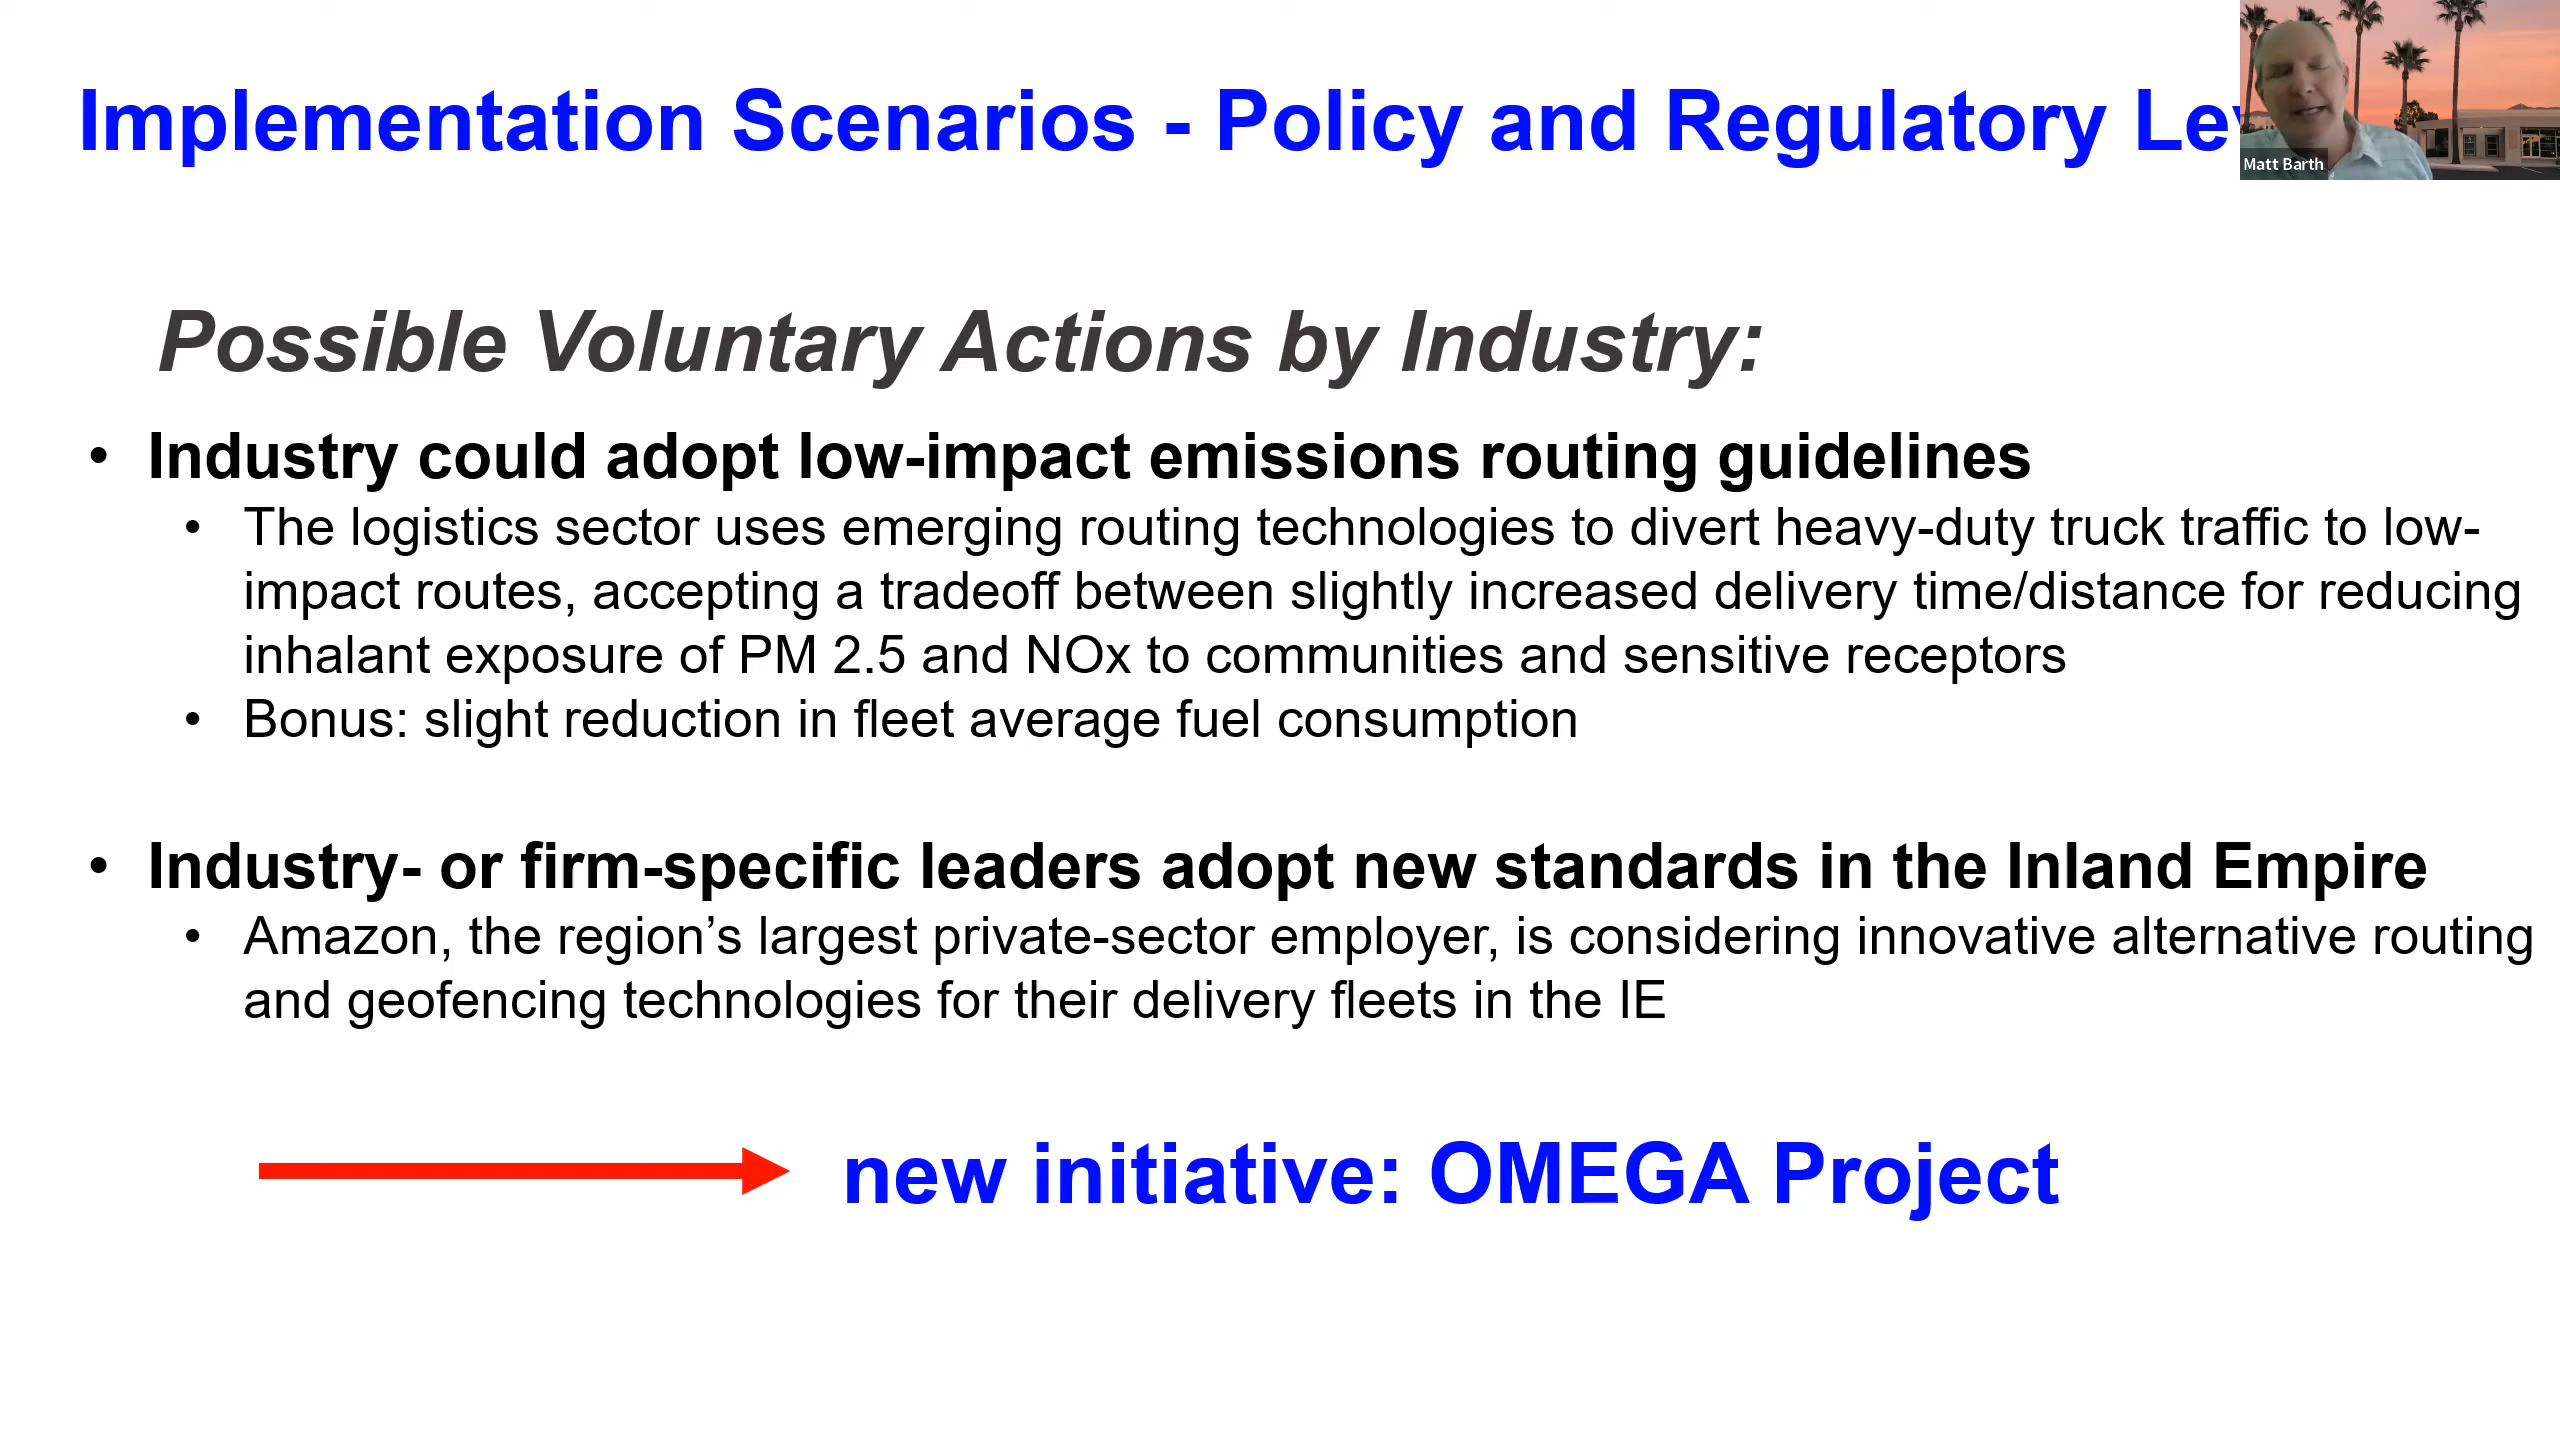 Implementation Scenarios - Policy and Regulatory
Matt Barth
Possible Voluntary Actions by Industry:
• Industry could adopt low-impact emissions routing guidelines
• The logistics sector uses emerging routing technologies to divert heavy-duty truck traffic to low-
impact routes, accepting a tradeoff between slightly increased delivery time/distance for reducing
inhalant exposure of PM 2.5 and NOx to communities and sensitive receptors
• Bonus: slight reduction in fleet average fuel consumption
• Industry- or firm-specific leaders adopt new standards in the Inland Empire
• Amazon, the region’s largest private-sector employer, is considering innovative alternative routing
and geofencing technologies for their delivery fleets in the IE
new initiative: OMEGA Project